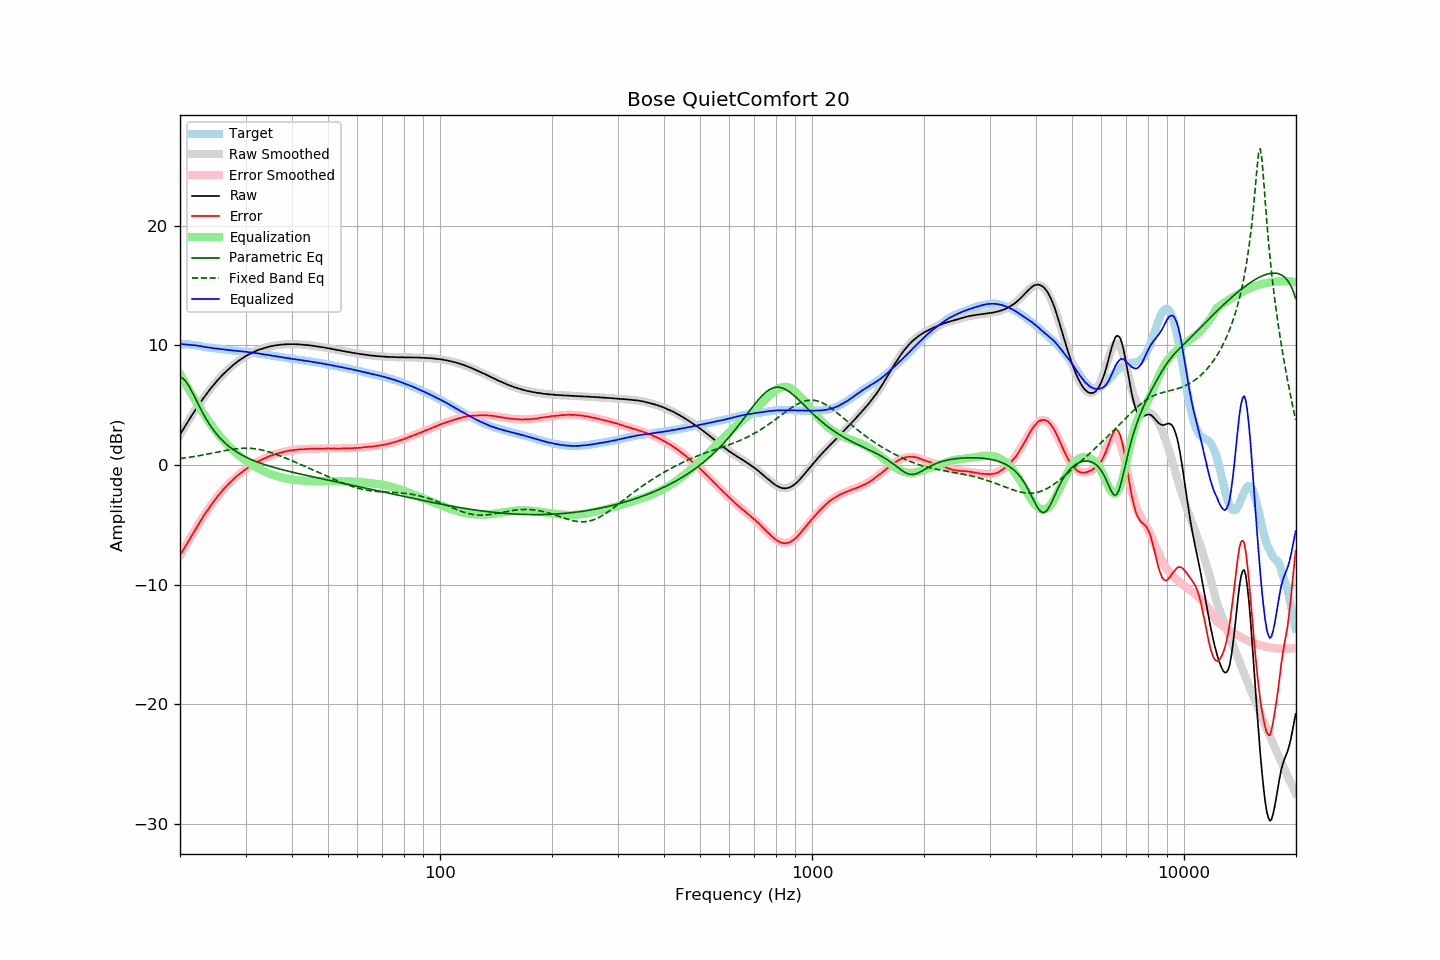 Bose QuietComfort 20
Target
Raw Smoothed
Error Smoothed
Raw
Error
Equalization
Parametric Eq
Fixed Band Eq
Equalized
20
10
0
−10
−20
−30
Amplitude (dBr)
100
1000
10000
Frequency (Hz)